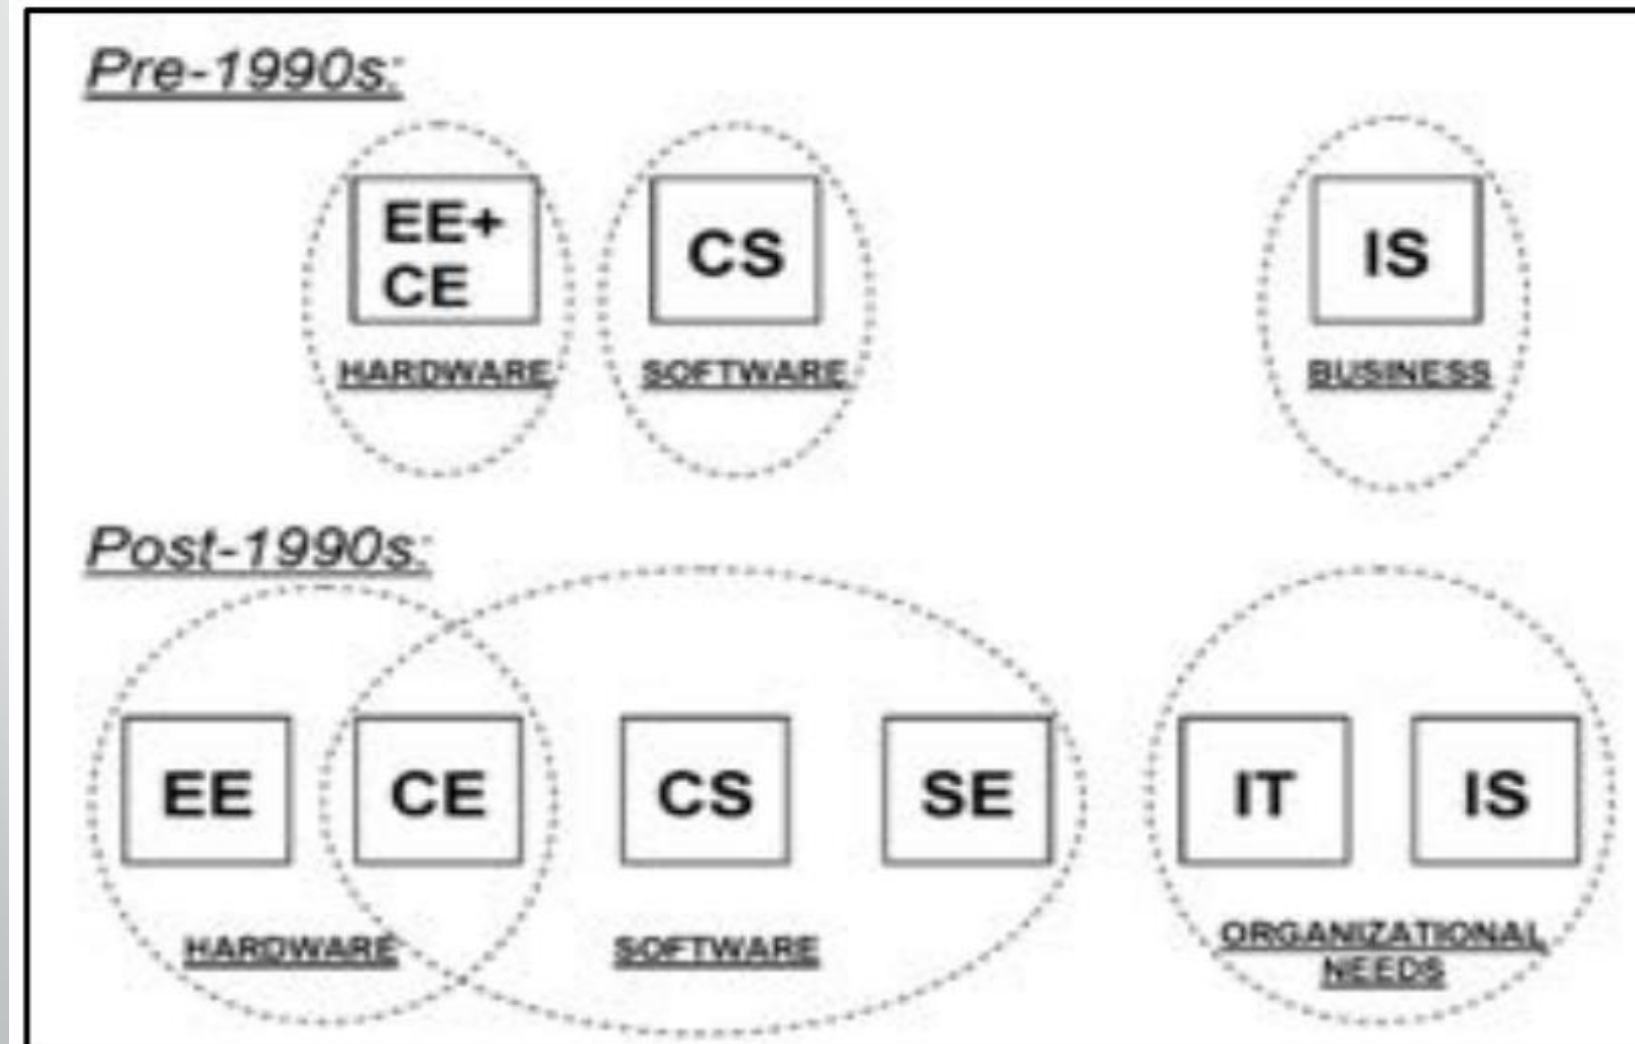 Pre-1990s:
EE+
CE
CS
IS
HARDWARE
SOFTWARE
BUSINESS
Post-1990s:
EE
CE
CS
SE
IT
IS
HARDWARE
SOFTWARE
ORGANIZATIONAL
NEEDS